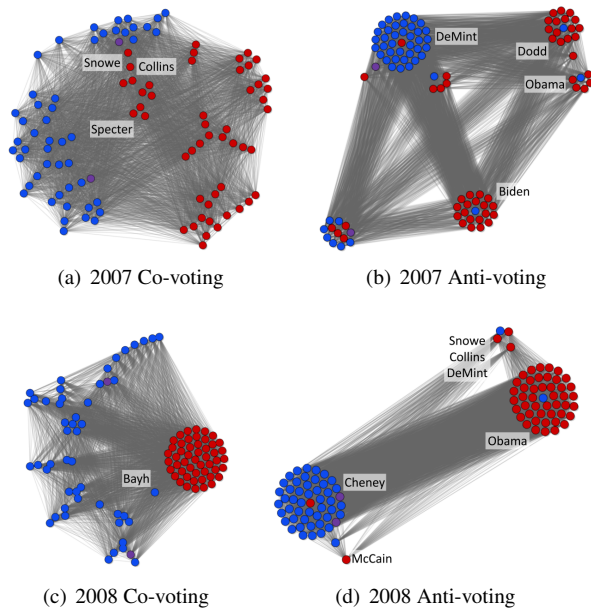 Snowe
Collins
Specter
DeMint
Dodd
Obama
Biden
(a) 2007 Co-voting
(b) 2007 Anti-voting
Bayh
Snowe
Collins
DeMint
Obama
Cheney
McCain
(c) 2008 Co-voting
(d) 2008 Anti-voting